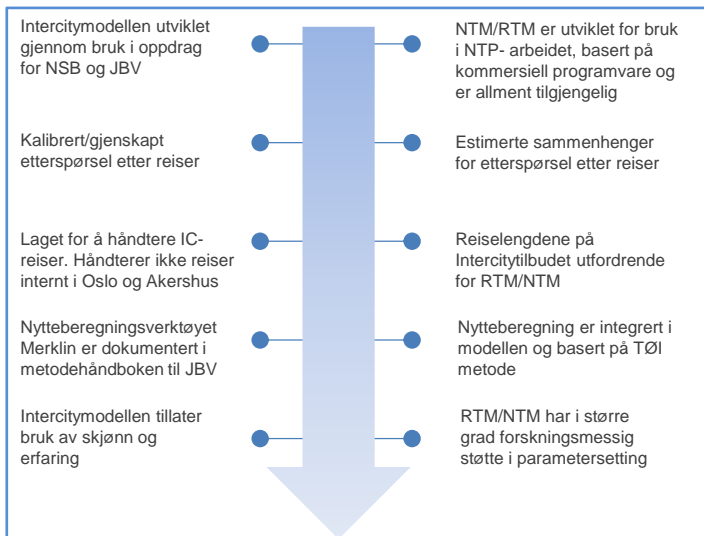 Intercitymodellen utviklet
gjennom bruk i oppdrag
for NSB og JBV
NTM/RTM er utviklet for bruk
i NTP- arbeidet, basert på
kommersiell programvare og
er allment tilgjengelig
Kalibrert/gjenskapt
etterspørsel etter reiser
Estimerte sammenhenger
for etterspørsel etter reiser
Laget for å håndtere IC-
reiser. Håndterer ikke reiser
internt i Oslo og Akershus
Reiselengdene på
Intercitytilbudet utfordrende
for RTM/NTM
Nytteberegningsverktøyet
Merklin er dokumentert i
metodehåndboken til JBV
Nytteberegning er integrert i
modellen og basert på TØI
metode
Intercitymodellen tillater
bruk av skjønn og
erfaring
RTM/NTM har i større
grad forskningsmessig
støtte i parametersetting